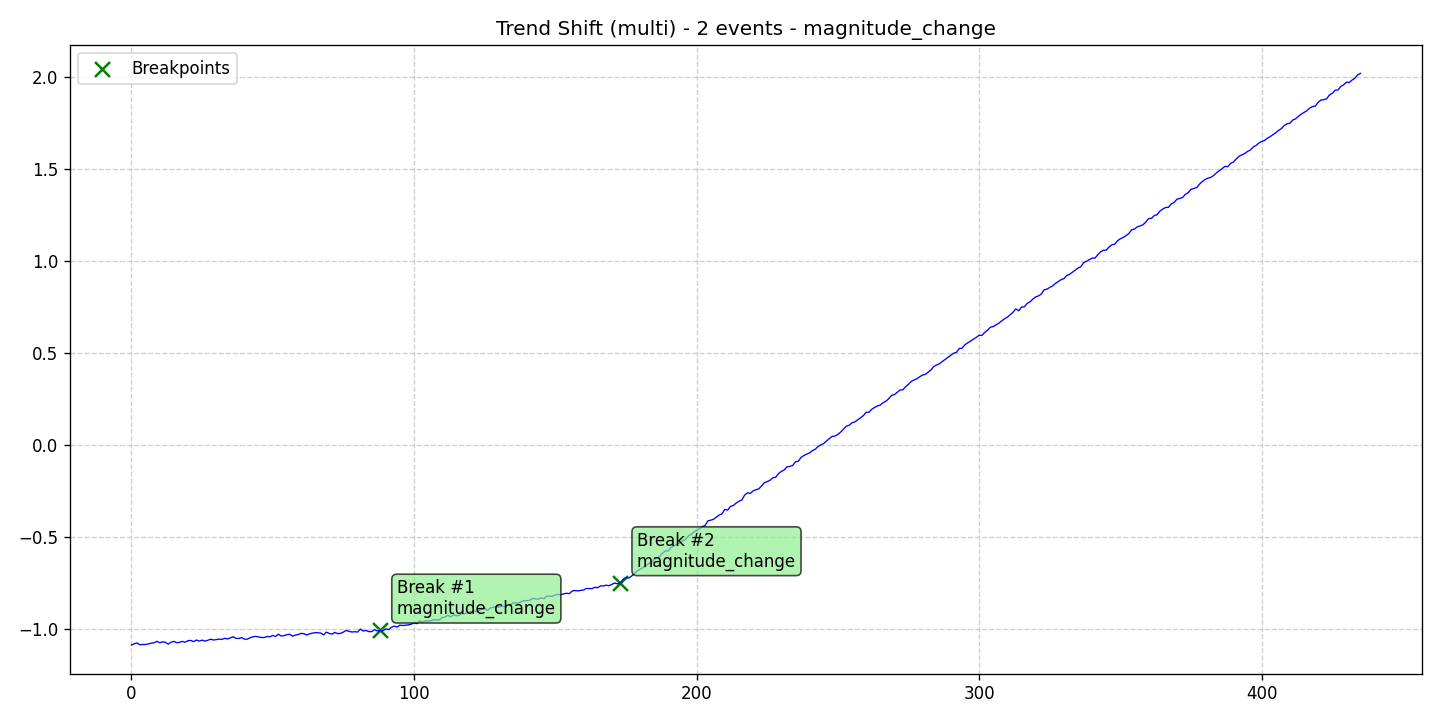 Trend Shift (multi) - 2 events - magnitude_change
Breakpoints
2.0
1.5
1.0
0.5
0.0
−0.5
−1.0
Break #1
magnitude_change
Break #2
magnitude_change
0
100
200
300
400